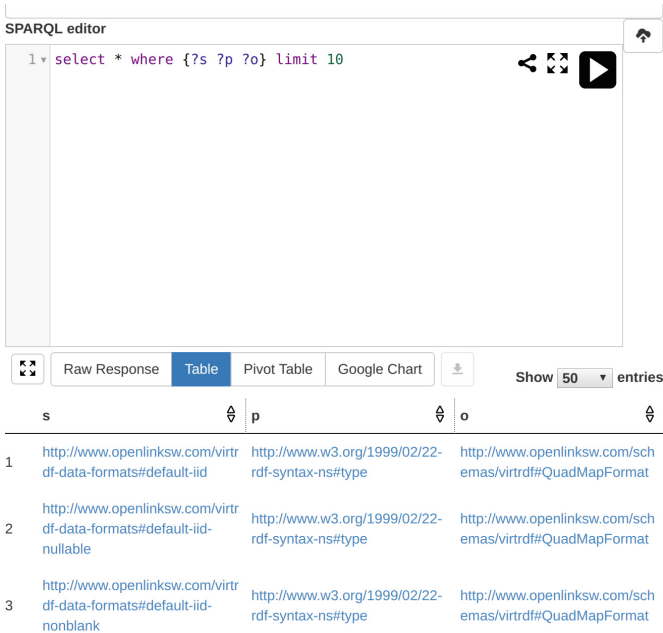 SPARQL editor
1 select * where {?s ?p ?o} limit 10
Raw Response Table Pivot Table Google Chart
Show 50 entries
s p o
http://www.openlinksw.com/virtr http://www.w3.org/1999/02/22- http://www.openlinksw.com/sch
1
df-data-formats#default-iid rdf-syntax-ns#type emas/virtrdf#QuadMapFormat
http://www.openlinksw.com/virtr
http://www.w3.org/1999/02/22- http://www.openlinksw.com/sch
2 df-data-formats#default-iid-
rdf-syntax-ns#type emas/virtrdf#QuadMapFormat
nullable
http://www.openlinksw.com/virtr
http://www.w3.org/1999/02/22- http://www.openlinksw.com/sch
3 df-data-formats#default-iid-
rdf-syntax-ns#type emas/virtrdf#QuadMapFormat
nonblank